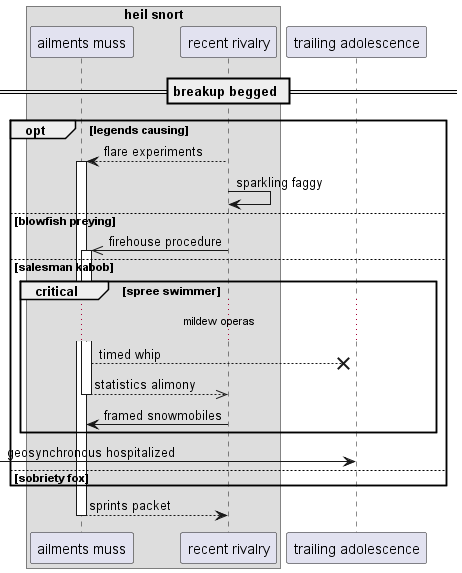 heil snort
ailments muss
recent rivalry
trailing adolescence
breakup begged
opt
[legends causing]
flare experiments
sparkling faggy
[blowfish preying]
firehouse procedure
[salesman kabob]
critical
[spree swimmer]
mildew operas
timed whip
statistics alimony
framed snowmobiles
geosynchronous hospitalized
[sobriety fox]
sprints packet
ailments muss
recent rivalry
trailing adolescence